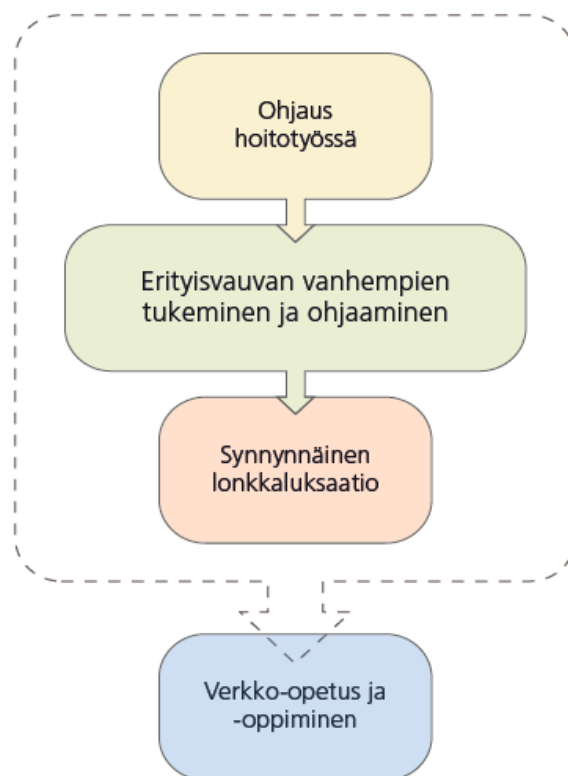 Ohjaus
hoitotyössä
Erityisvauvan vanhempien
tukeminen ja ohjaaminen
Synnynnäinen
lonkkaluksaatio
Verkko-opetus ja
-oppiminen